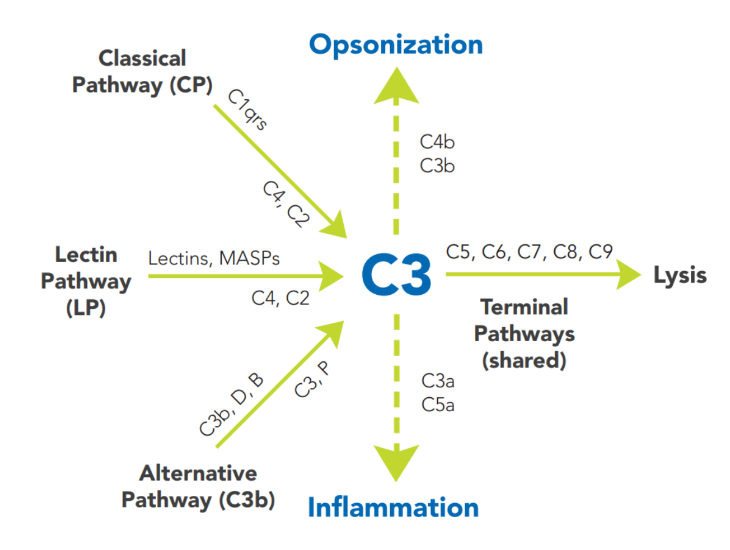 Opsonization
Classical
Pathway (CP)
C1qrs
C4, C2
C4b
C3b
Lectin
Pathway
(LP)
Lectins, MASPs
C4, C2
C3
C5, C6, C7, C8, C9
Lysis
Terminal
Pathways
(shared)
C3b, D, B
C3, P
C3a
C5a
Alternative
Pathway (C3b)
Inflammation